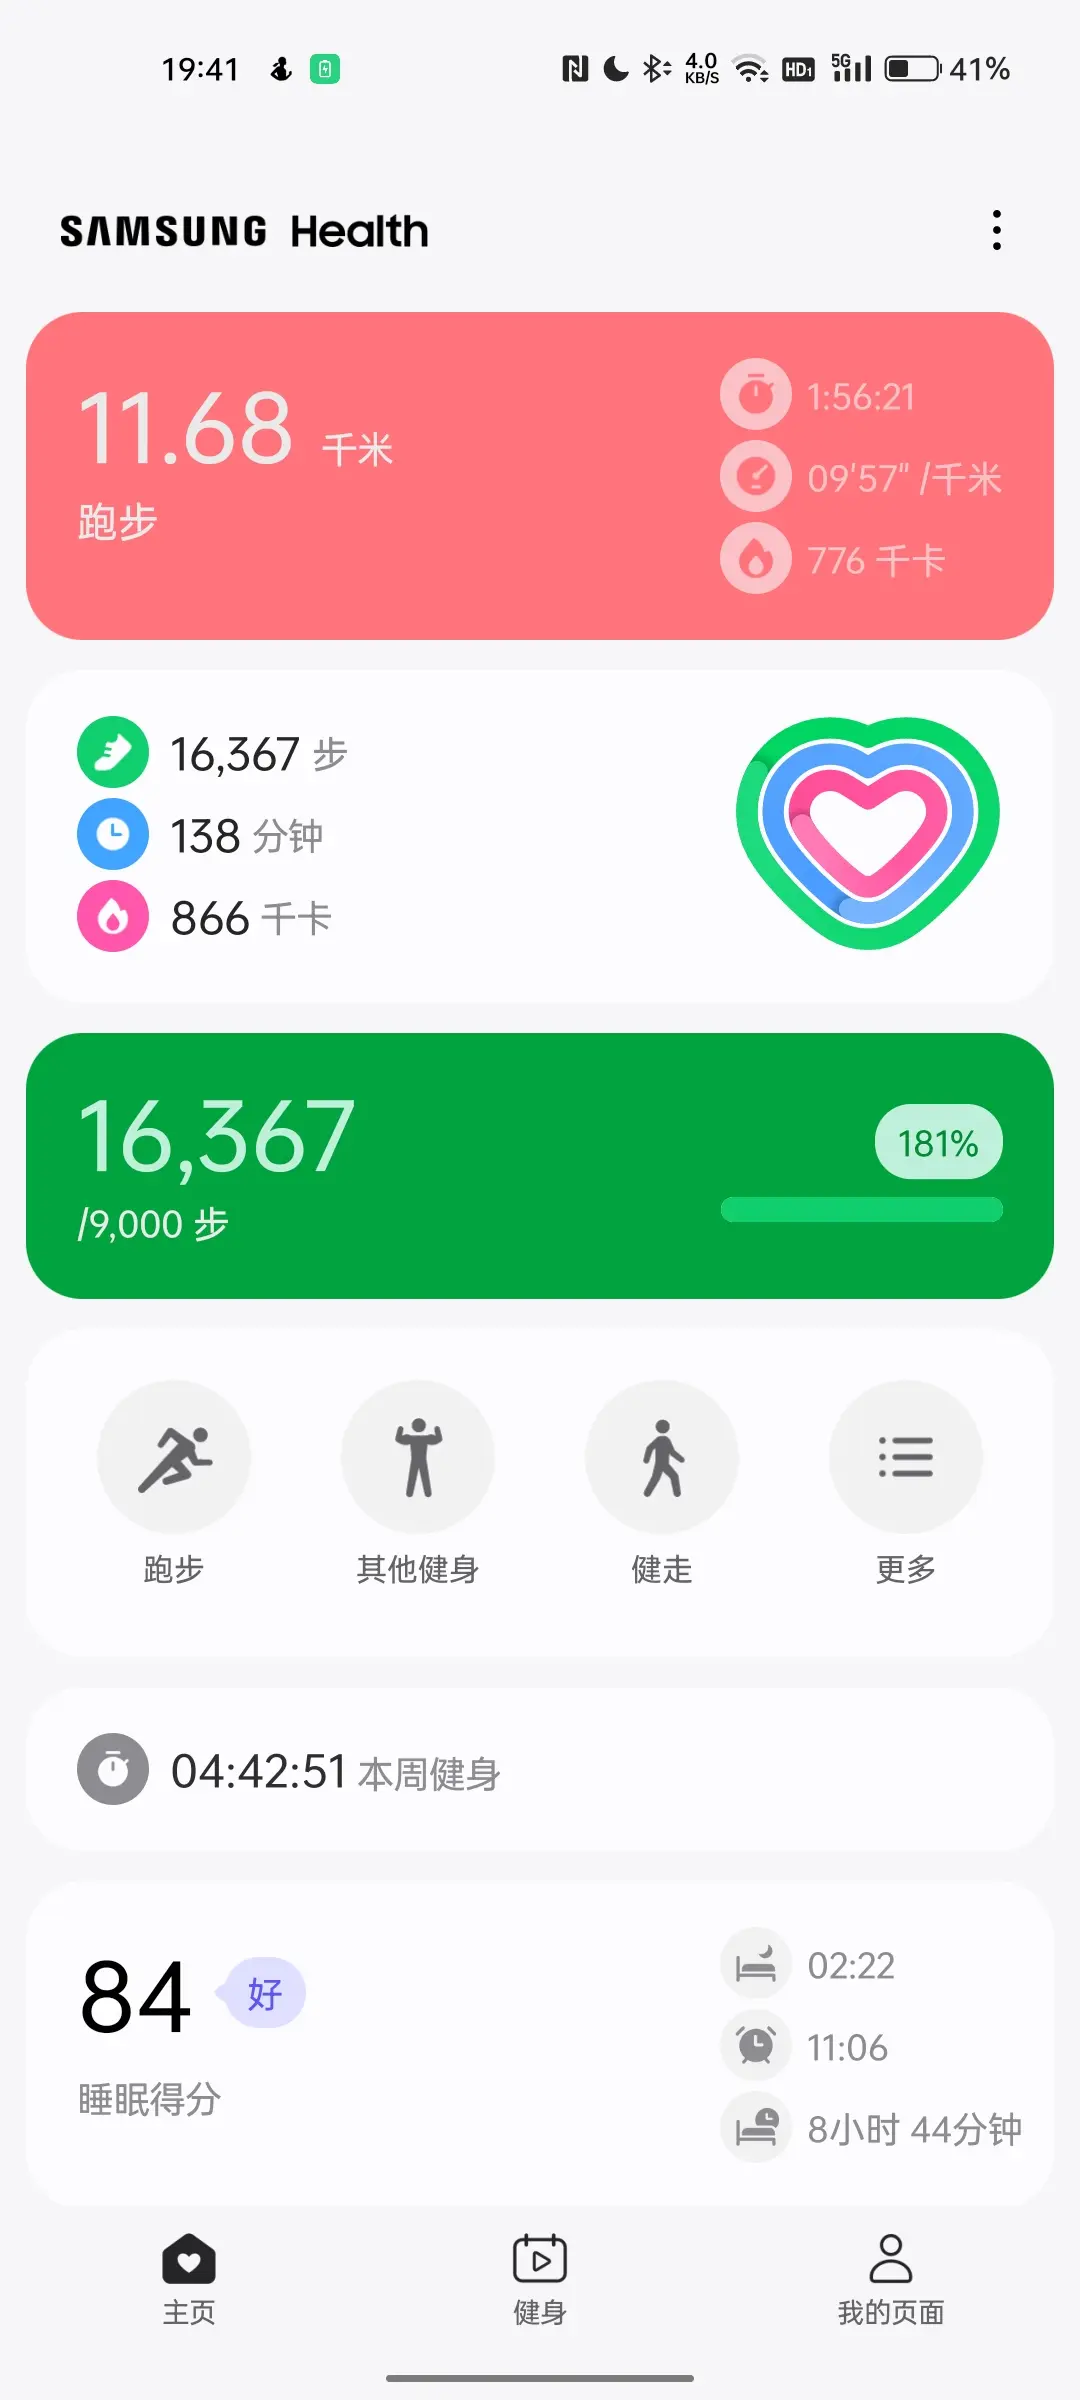 19:41 4.0 KB/S HD1 5G 41%
SAMSUNG Health
11.68 千米
跑步
1:56:21
09'57" /千米
776 千卡
16,367 步
138 分钟
866 千卡
16,367
/9,000 步
181%
跑步 其他健身 健走 更多
04:42:51 本周健身
84 好
睡眠得分
02:22
11:06
8小时 44分钟
主页 健身 我的页面